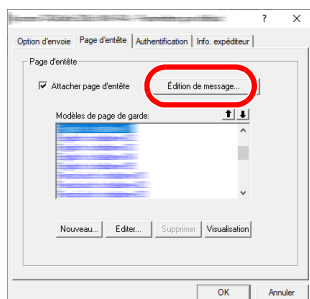 Option d'envoie Page d'entête Authentification Info. expéditeur
Page d'entête
Attacher page d'entête Édition de message...
Modèles de page de garde:
Nouveau... Editer... Supprimer Visualisation
OK Annuler